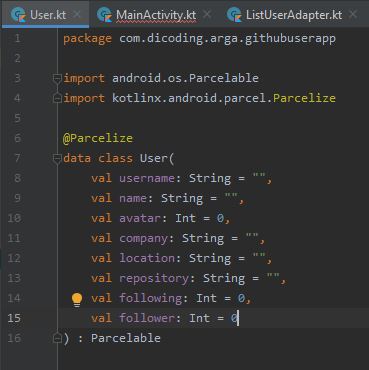 User.kt MainActivity.kt ListUserAdapter.kt
1 package com.dicoding.arga.githubuserapp
2
3 import android.os.Parcelable
4 import kotlinx.android.parcel.Parcelize
5
6 @Parcelize
7 data class User(
8 val username: String = "",
9 val name: String = "",
10 val avatar: Int = 0,
11 val company: String = "",
12 val location: String = "",
13 val repository: String = "",
14 val following: Int = 0,
15 val follower: Int = 0
16 ) : Parcelable